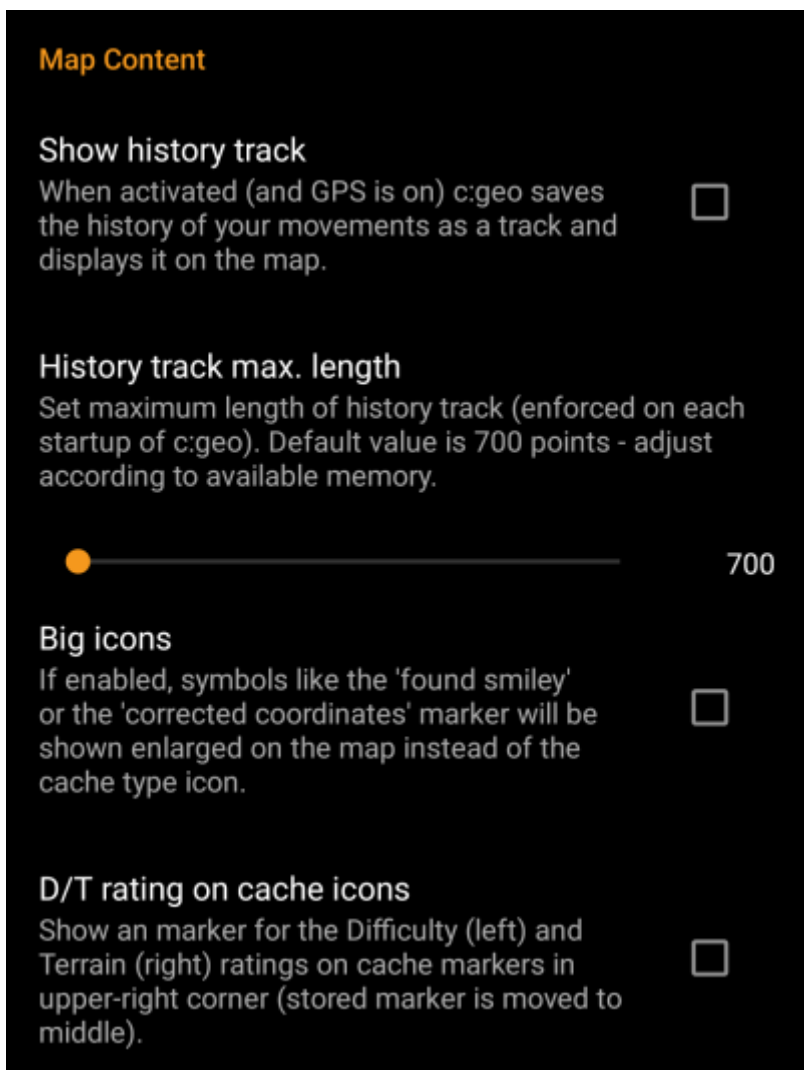 Map Content
Show history track
When activated (and GPS is on) c:geo saves
the history of your movements as a track and
displays it on the map.
History track max. length
Set maximum length of history track (enforced on each
startup of c:geo). Default value is 700 points - adjust
according to available memory.
700
Big icons
If enabled, symbols like the 'found smiley'
or the 'corrected coordinates' marker will be
shown enlarged on the map instead of the
cache type icon.
D/T rating on cache icons
Show an marker for the Difficulty (left) and
Terrain (right) ratings on cache markers in
upper-right corner (stored marker is moved to
middle).